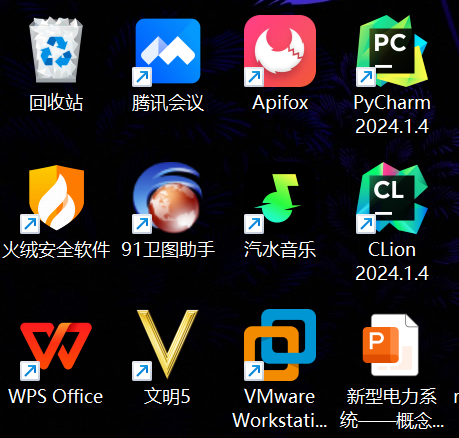 回收站
腾讯会议
Apifox
PC
PyCharm
2024.1.4
火绒安全软件
91卫图助手
汽水音乐
CL
CLion
2024.1.4
WPS Office
文明5
VMware
Workstati...
P
新型电力系
统——概念...